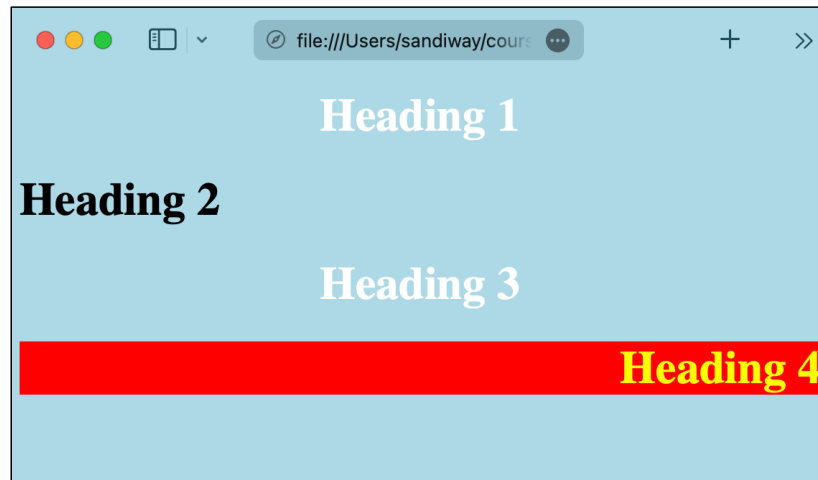 file:///Users/sandiway/cours
Heading 1
Heading 2
Heading 3
Heading 4